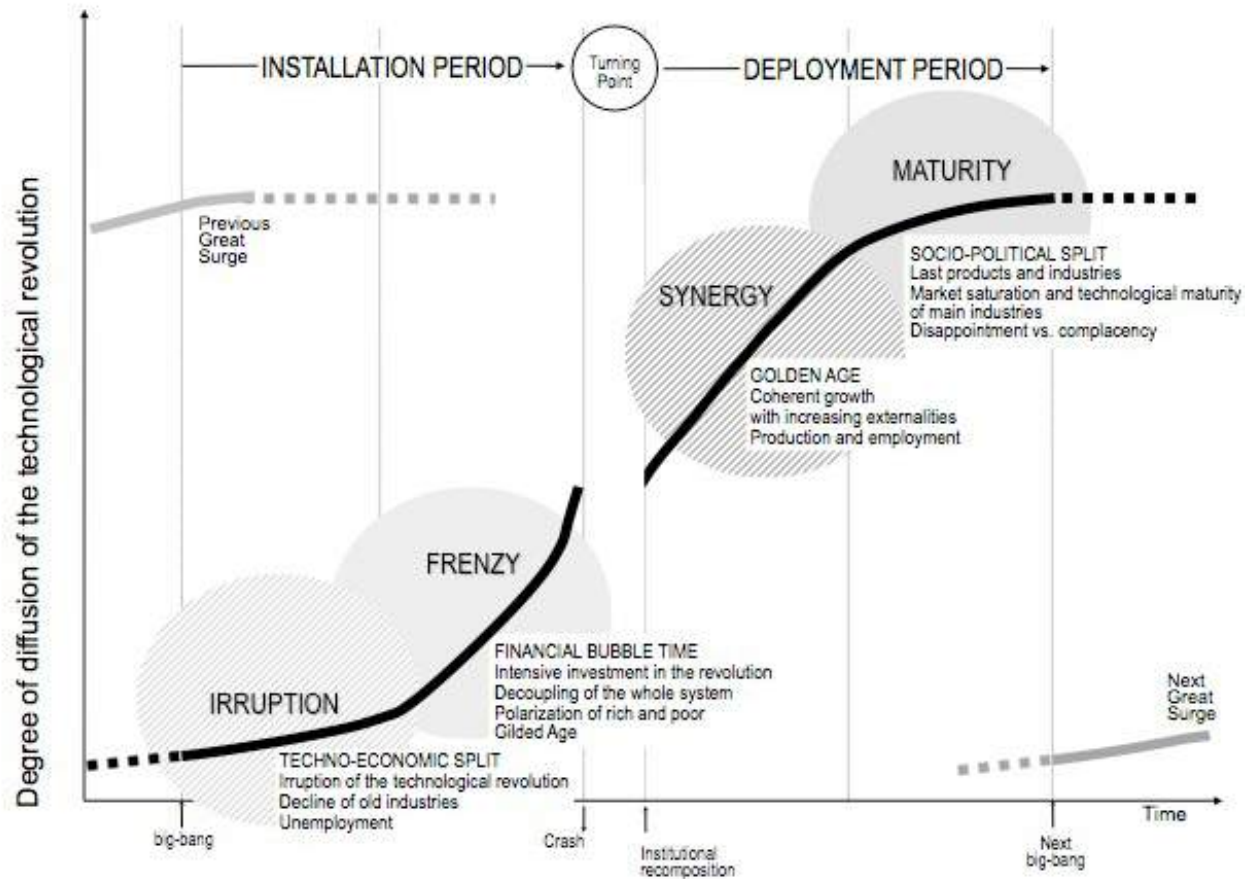 Degree of diffusion of the technological revolution
INSTALLATION PERIOD
Turning
Point
DEPLOYMENT PERIOD
Previous
Great
Surge
MATURITY
SOCIO-POLITICAL SPLIT
Last products and industries
Market saturation and technological maturity
of main industries
Disappointment vs. complacency
SYNERGY
GOLDEN AGE
Coherent growth
with increasing externalities
Production and employment
FRENZY
FINANCIAL BUBBLE TIME
Intensive investment in the revolution
Decoupling of the whole system
Polarization of rich and poor
Gilded Age
IRRUPTION
TECHNO-ECONOMIC SPLIT
Irruption of the technological revolution
Decline of old industries
Unemployment
Next
Great
Surge
Time
big-bang
Crash
Institutional
recomposition
Next
big-bang